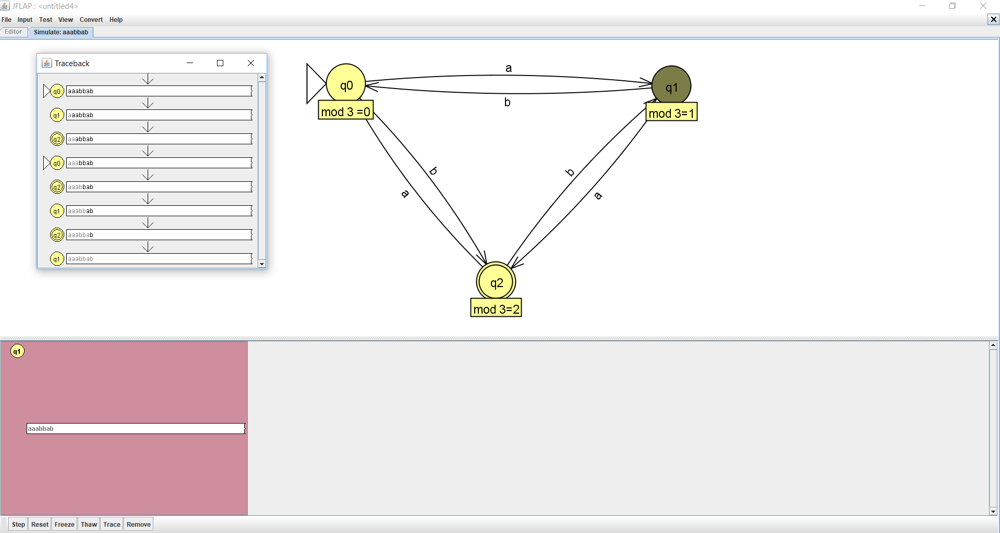 JFLAP : <untitled4>
File Input Test View Convert Help
Editor Simulate: aaabbab
Traceback
q0 aaabbab
q1 aaabbab
q2 aaabbab
q0 aaabbab
q2 aaabbab
q1 aaabbab
q2 aaabbab
q1 aaabbab
a
q0
q1
b
mod 3 =0
mod 3=1
b
b
a
a
q2
mod 3=2
q1
aaabbab
Step Reset Freeze Thaw Trace Remove